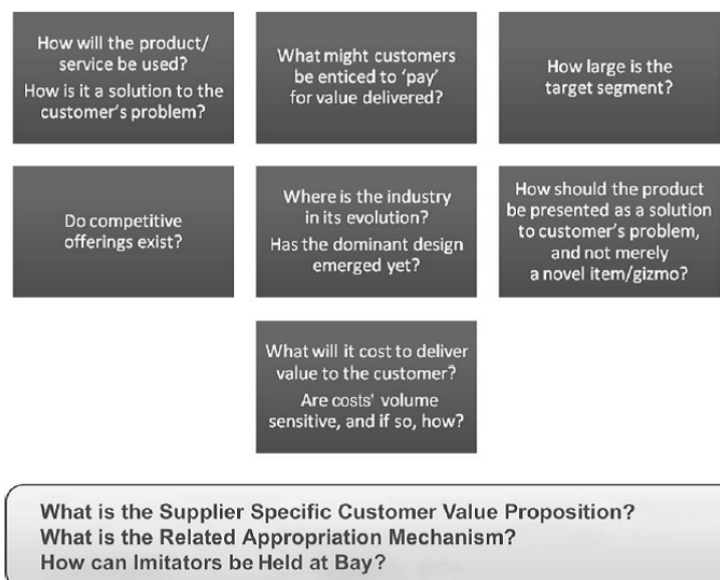 How will the product/
service be used?
How is it a solution to the
customer's problem?
What might customers
be enticed to 'pay'
for value delivered?
How large is the
target segment?
Do competitive
offerings exist?
Where is the industry
in its evolution?
Has the dominant design
emerged yet?
How should the product
be presented as a solution
to customer's problem,
and not merely
a novel item/gizmo?
What will it cost to deliver
value to the customer?
Are costs' volume
sensitive, and if so, how?
What is the Supplier Specific Customer Value Proposition?
What is the Related Appropriation Mechanism?
How can Imitators be Held at Bay?